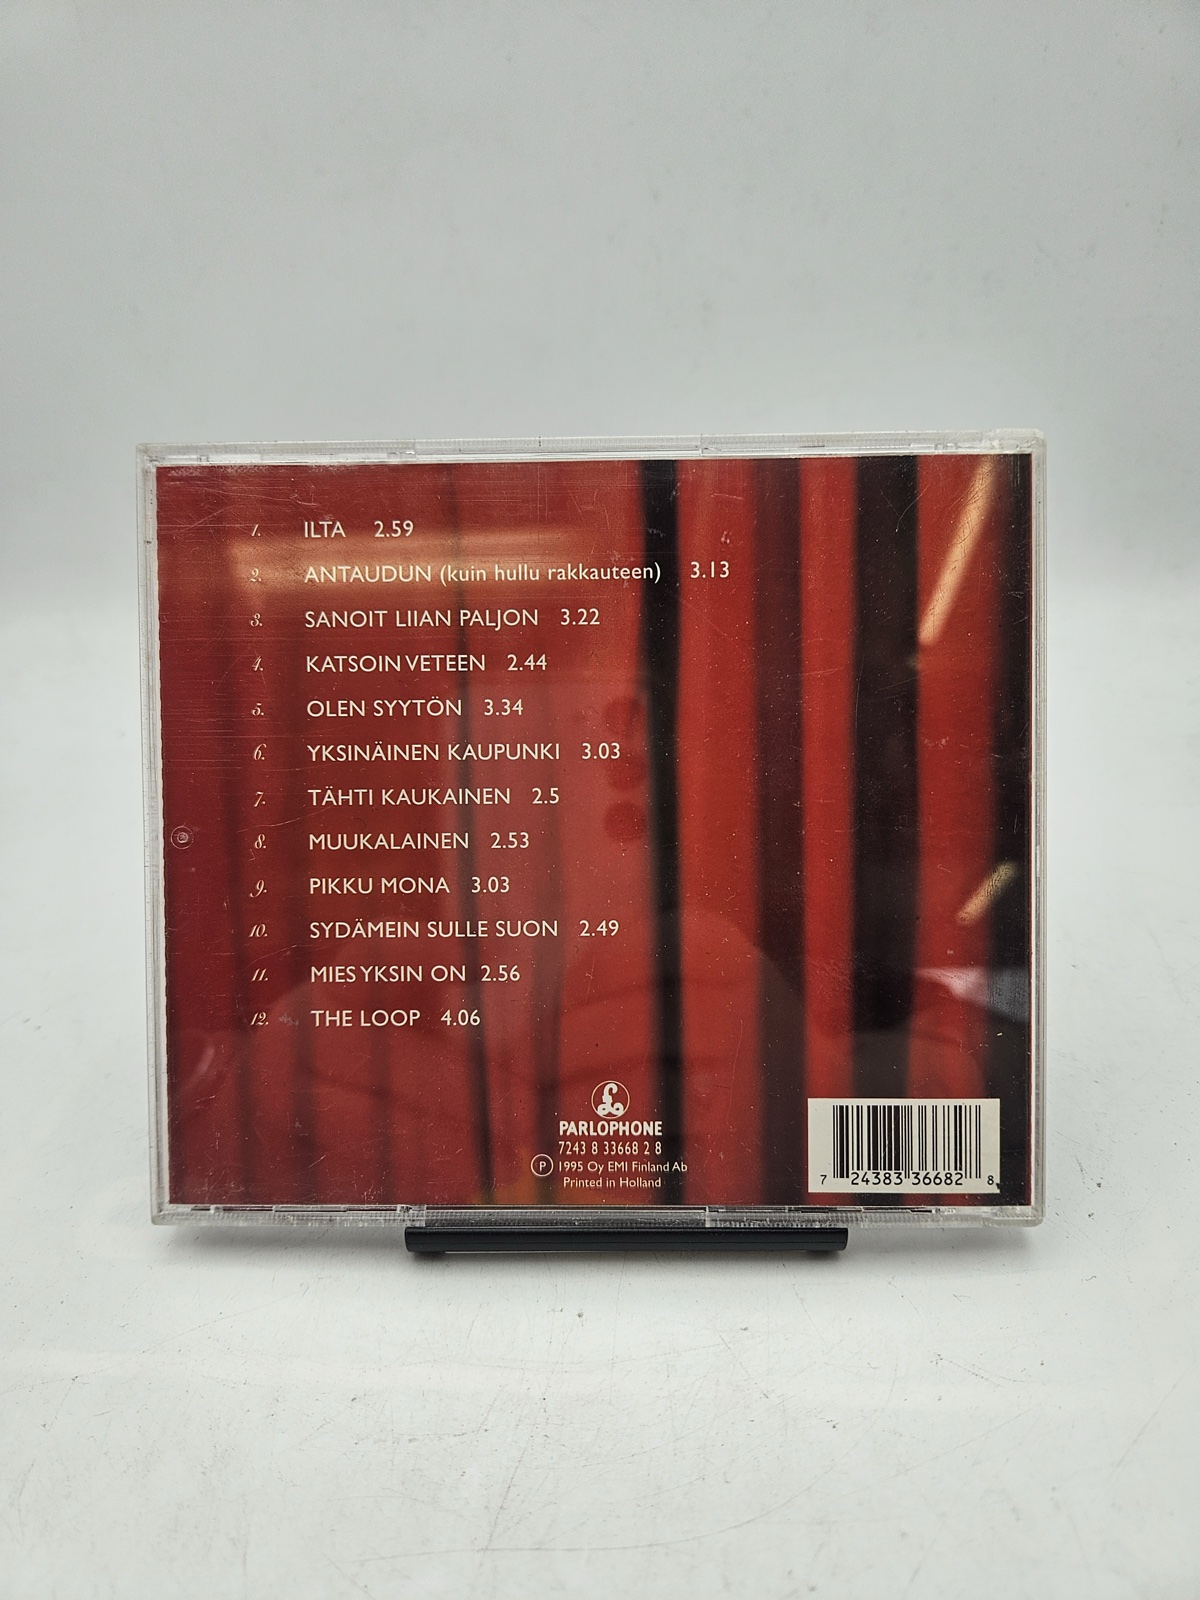 1. ILTA 2.59
2. ANTAUDUN (kuin hullu rakkauteen) 3.13
3. SANOIT LIIAN PALJON 3.22
4. KATSOIN VETEEN 2.44
5. OLEN SYYTÖN 3.34
6. YKSINÄINEN KAUPUNKI 3.03
7. TÄHTI KAUKAINEN 2.5
8. MUUKALAINEN 2.53
9. PIKKU MONA 3.03
10. SYDÄMEIN SULLE SUON 2.49
11. MIES YKSIN ON 2.56
12. THE LOOP 4.06
PARLOPHONE
7243 8 33668 2 8
Ⓟ 1995 Oy EMI Finland Ab
Printed in Holland
7 24383 36682 8